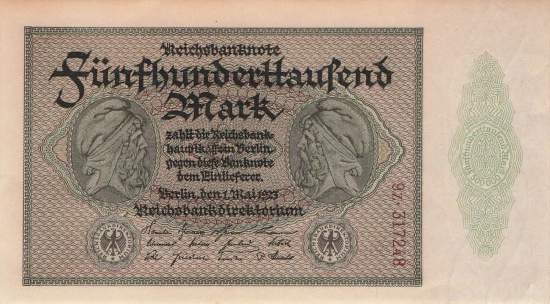 Reichsbanknote
Fünfhunderttausend
Mark
zahlt die Reichsbank-
hauptkasse in Berlin
gegen diese Banknote
dem Einlieferer.
Berlin, den 1. Mai 1923
Reichsbankdirektorium
9Z·317248